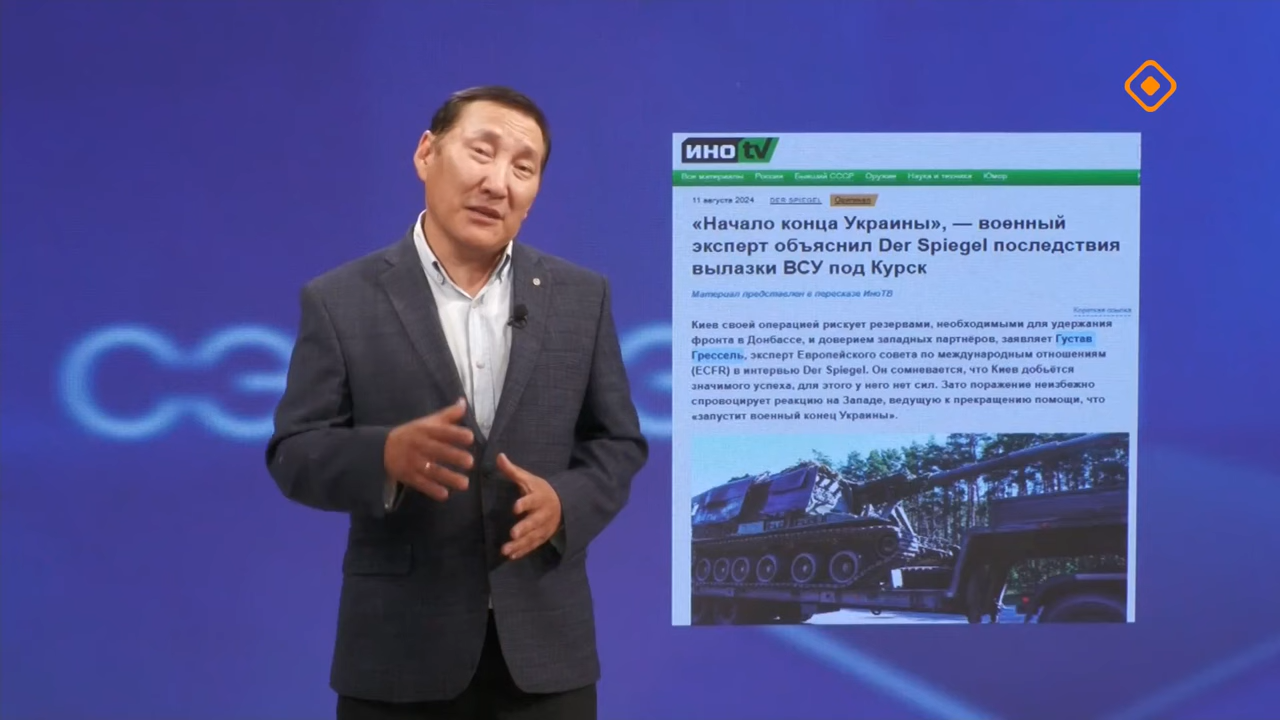 сэ
э
ИНО tv
Все материалы Россия Бывший СССР Оружие Наука и техника Юмор
11 августа 2024 DER SPIEGEL Оригинал
«Начало конца Украины», — военный
эксперт объяснил Der Spiegel последствия
вылазки ВСУ под Курск
Материал представлен в пересказе ИноТВ
Короткая ссылка
Киев своей операцией рискует резервами, необходимыми для удержания
фронта в Донбассе, и доверием западных партнёров, заявляет Густав
Грессель, эксперт Европейского совета по международным отношениям
(ECFR) в интервью Der Spiegel. Он сомневается, что Киев добьётся
значимого успеха, для этого у него нет сил. Зато поражение неизбежно
спровоцирует реакцию на Западе, ведущую к прекращению помощи, что
«запустит военный конец Украины».